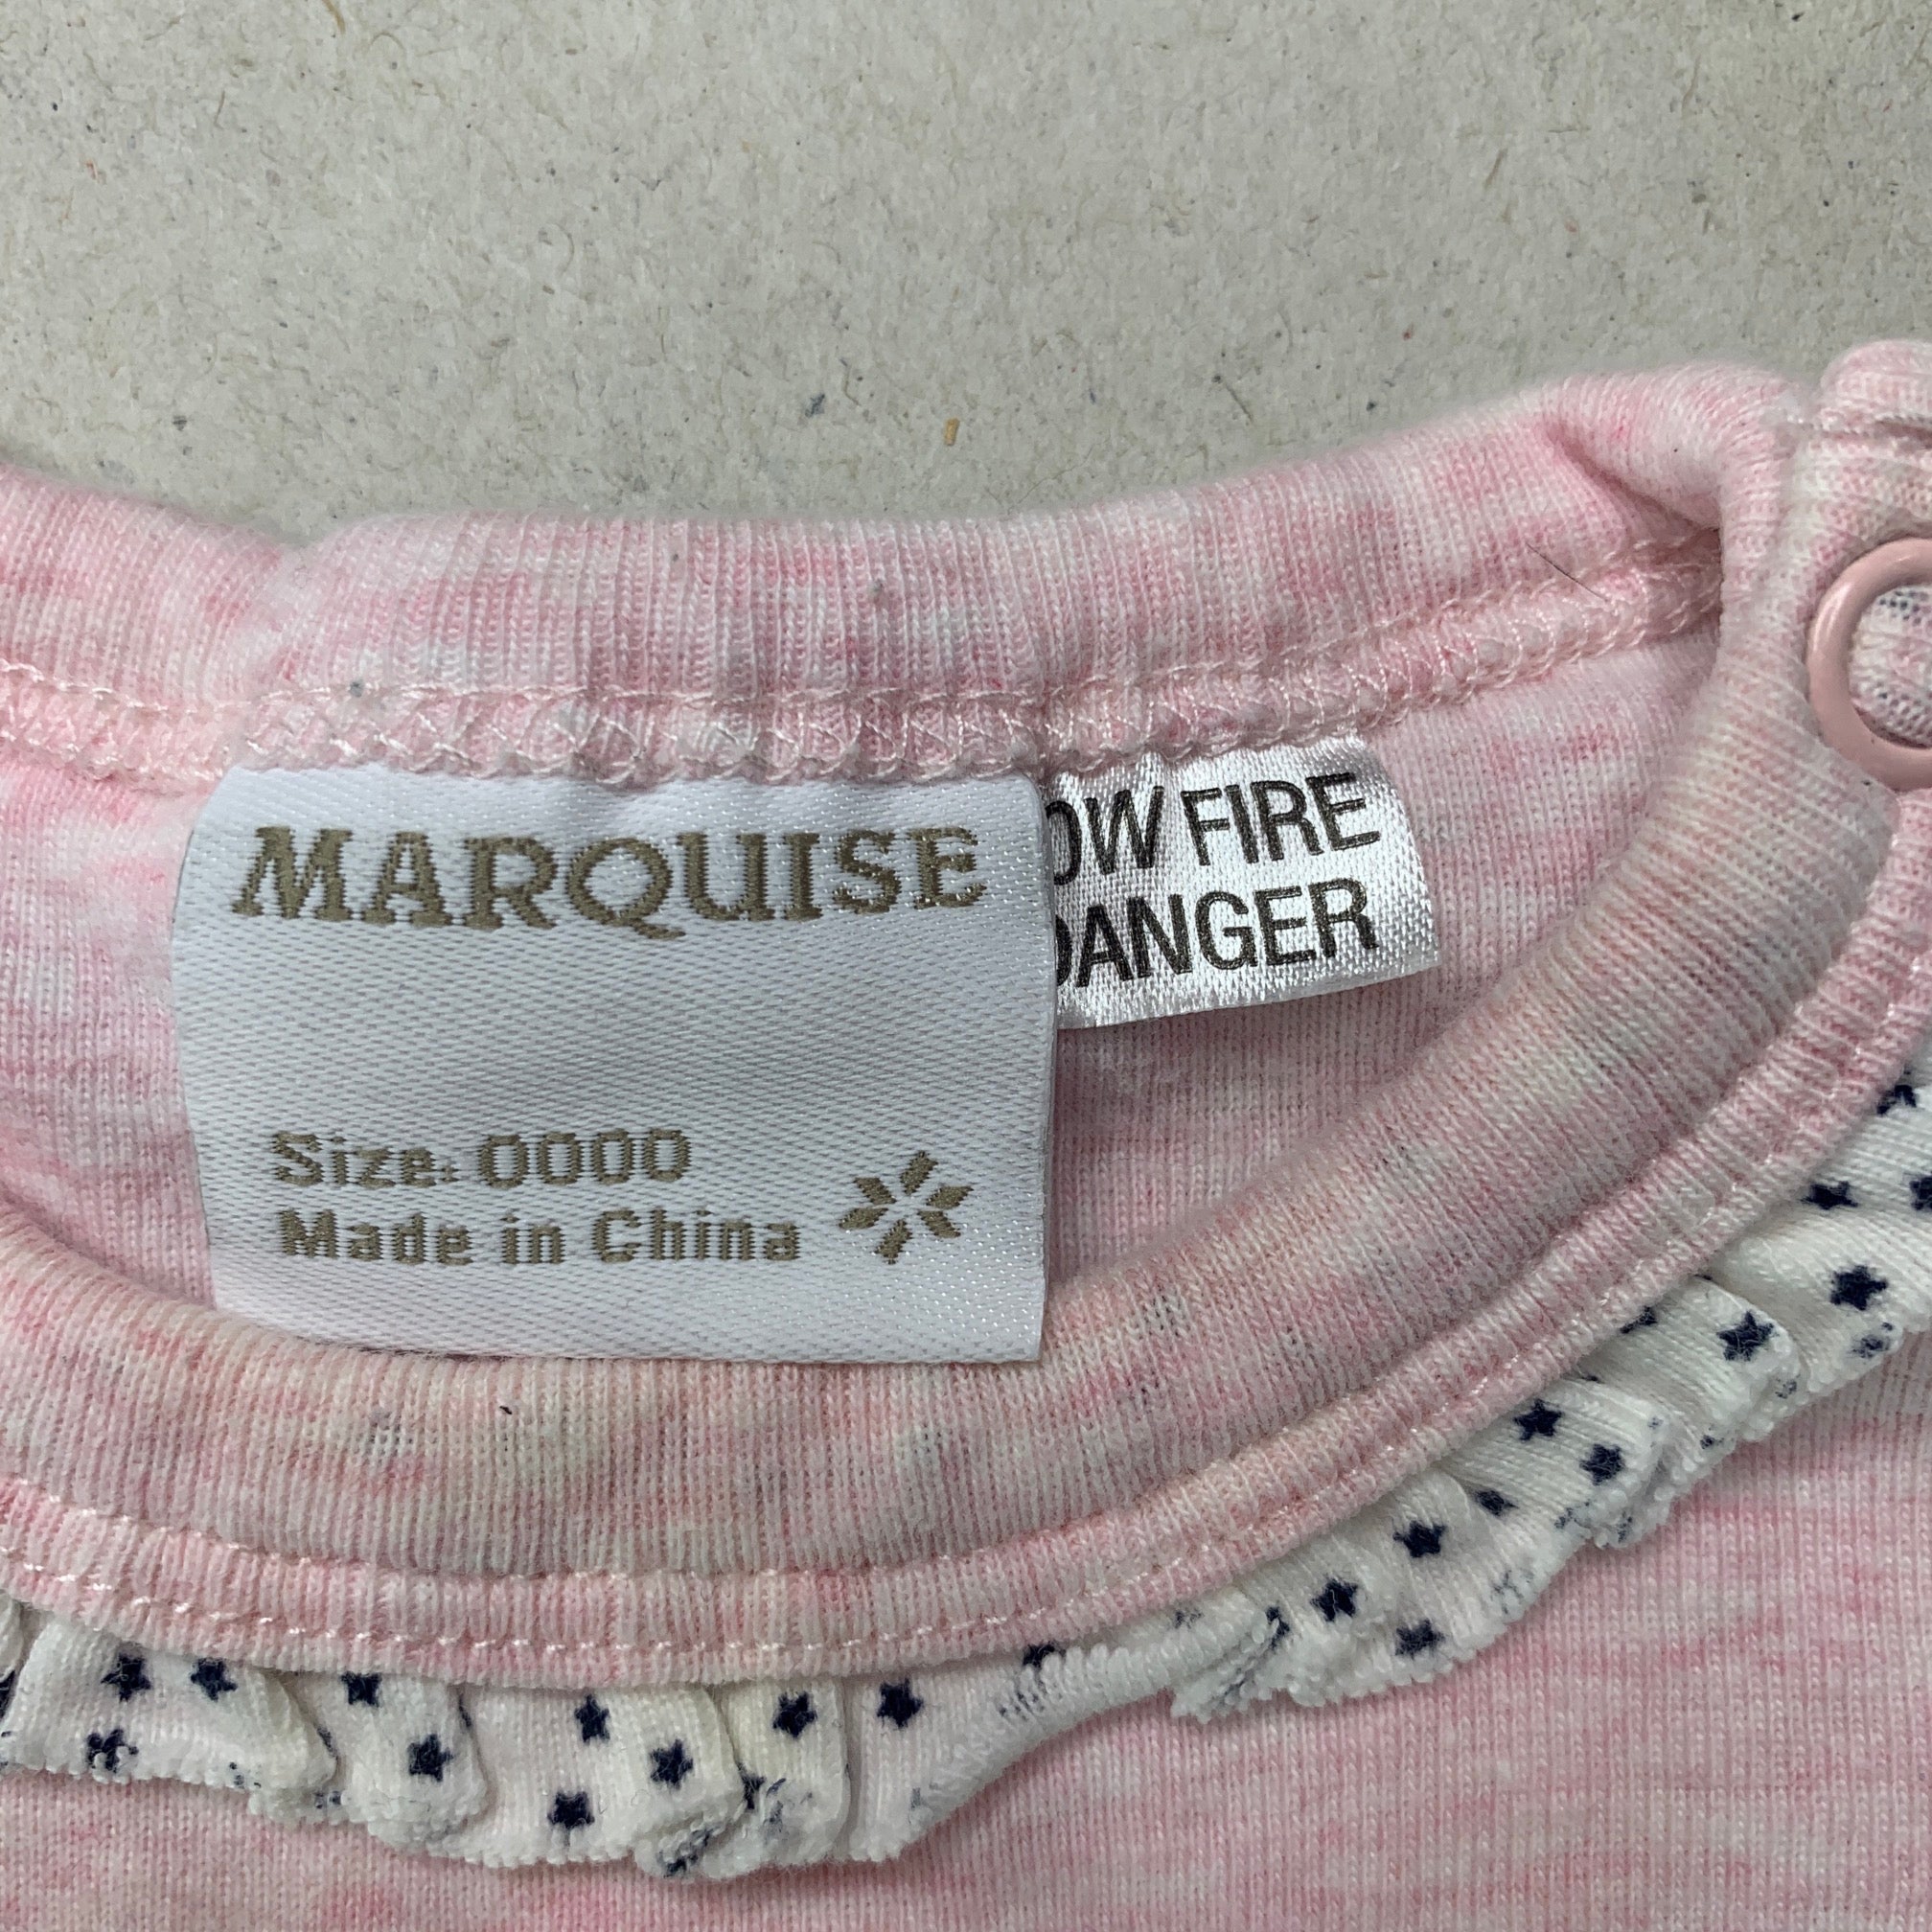 MARQUISE
Size: 0000
Made in China
OW FIRE
DANGER